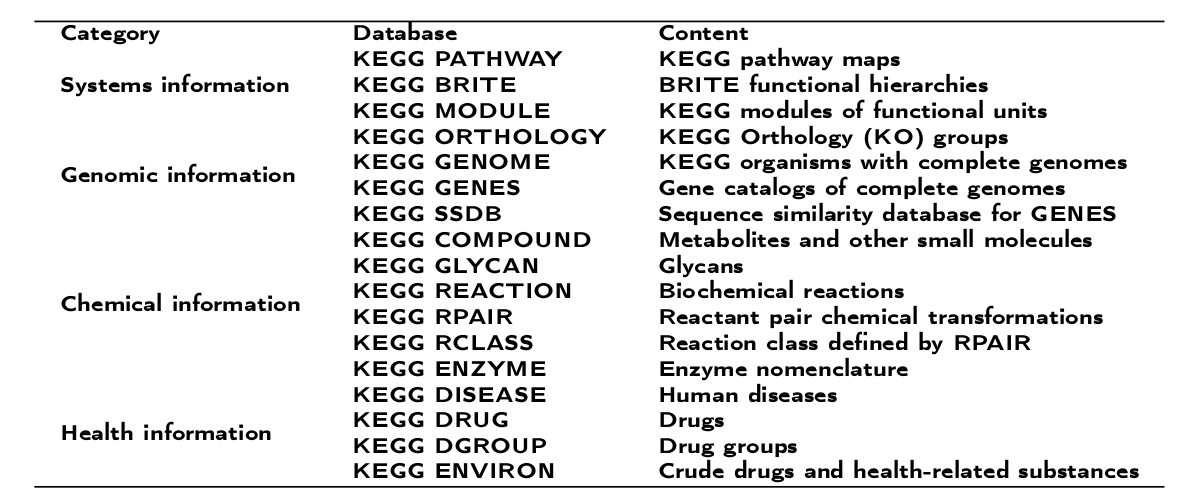 Category Database Content
KEGG PATHWAY KEGG pathway maps
Systems information KEGG BRITE BRITE functional hierarchies
KEGG MODULE KEGG modules of functional units
KEGG ORTHOLOGY KEGG Orthology (KO) groups
Genomic information KEGG GENOME KEGG organisms with complete genomes
KEGG GENES Gene catalogs of complete genomes
KEGG SSDB Sequence similarity database for GENES
KEGG COMPOUND Metabolites and other small molecules
KEGG GLYCAN Glycans
Chemical information KEGG REACTION Biochemical reactions
KEGG RPAIR Reactant pair chemical transformations
KEGG RCLASS Reaction class defined by RPAIR
KEGG ENZYME Enzyme nomenclature
KEGG DISEASE Human diseases
Health information KEGG DRUG Drugs
KEGG DGROUP Drug groups
KEGG ENVIRON Crude drugs and health-related substances